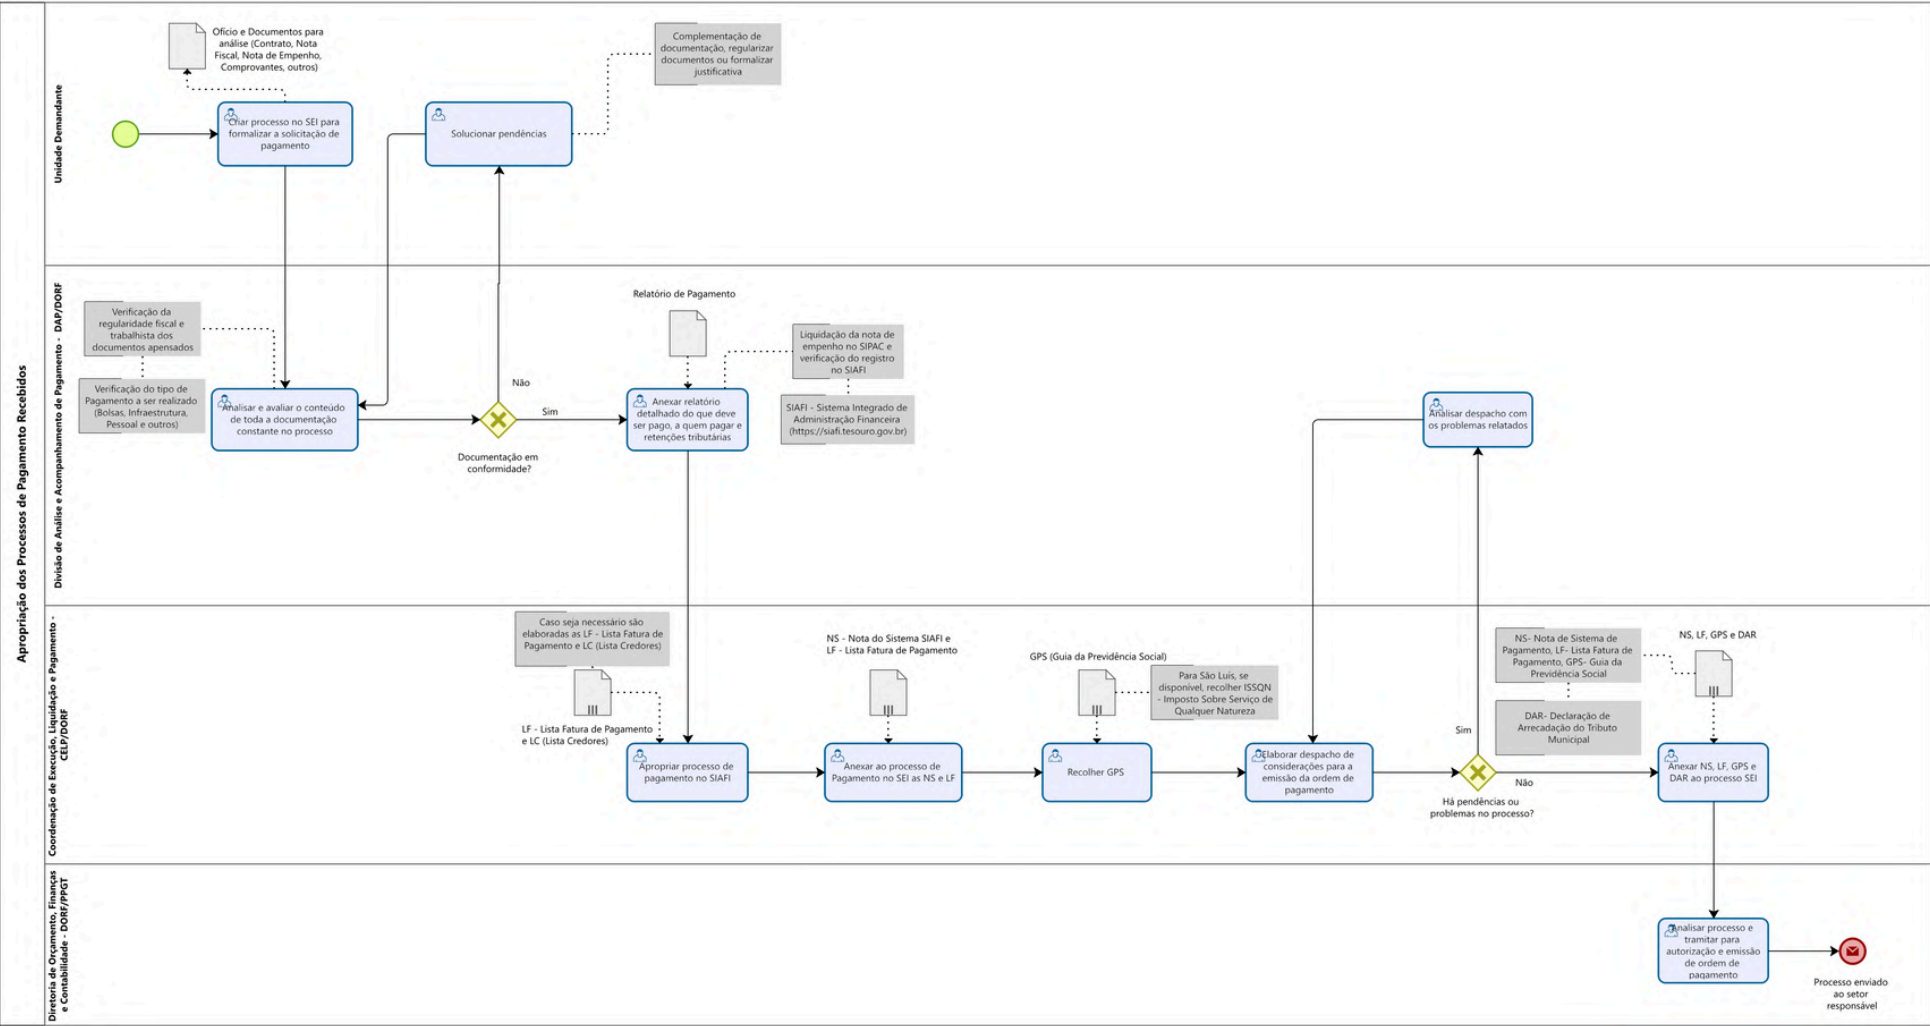 Apropriação dos Processos de Pagamento Recebidos
Unidade Demandante
Ofício e Documentos para
análise (Contrato, Nota
Fiscal, Nota de Empenho,
Comprovantes, outros)
Criar processo no SEI para
formalizar a solicitação de
pagamento
Solucionar pendências
Complementação de
documentação, regularizar
documentos ou formalizar
justificativa
Divisão de Análise e Acompanhamento de Pagamento - DAP/DORF
Verificação da
regularidade fiscal e
trabalhista dos
documentos apensados
Verificação do tipo de
Pagamento a ser realizado
(Bolsas, Infraestrutura,
Pessoal e outros)
Analisar e avaliar o conteúdo
de toda a documentação
constante no processo
Não
Sim
Documentação em
conformidade?
Relatório de Pagamento
Anexar relatório
detalhado do que deve
ser pago, a quem pagar e
retenções tributárias
Liquidação da nota de
empenho no SIPAC e
verificação do registro
no SIAFI
SIAFI - Sistema Integrado de
Administração Financeira
(https://siafi.tesouro.gov.br)
Analisar despacho com
os problemas relatados
Coordenação de Execução, Liquidação e Pagamento -
CELP/DORF
Caso seja necessário são
elaboradas as LF - Lista Fatura de
Pagamento e LC (Lista Credores)
LF - Lista Fatura de Pagamento
e LC (Lista Credores)
Apropriar processo de
pagamento no SIAFI
NS - Nota do Sistema SIAFI e
LF - Lista Fatura de Pagamento
Anexar ao processo de
Pagamento no SEI as NS e LF
GPS (Guia da Previdência Social)
Para São Luís, se
disponível, recolher ISSQN
- Imposto Sobre Serviço de
Qualquer Natureza
Recolher GPS
Elaborar despacho de
considerações para a
emissão da ordem de
pagamento
Sim
Não
Há pendências ou
problemas no processo?
NS- Nota de Sistema de
Pagamento, LF- Lista Fatura de
Pagamento, GPS- Guia da
Previdência Social
DAR- Declaração de
Arrecadação do Tributo
Municipal
NS, LF, GPS e DAR
Anexar NS, LF, GPS e
DAR ao processo SEI
Diretoria de Orçamento, Finanças
e Contabilidade - DORF/PPGT
Analisar processo e
tramitar para
autorização e emissão
de ordem de
pagamento
Processo enviado
ao setor
responsável